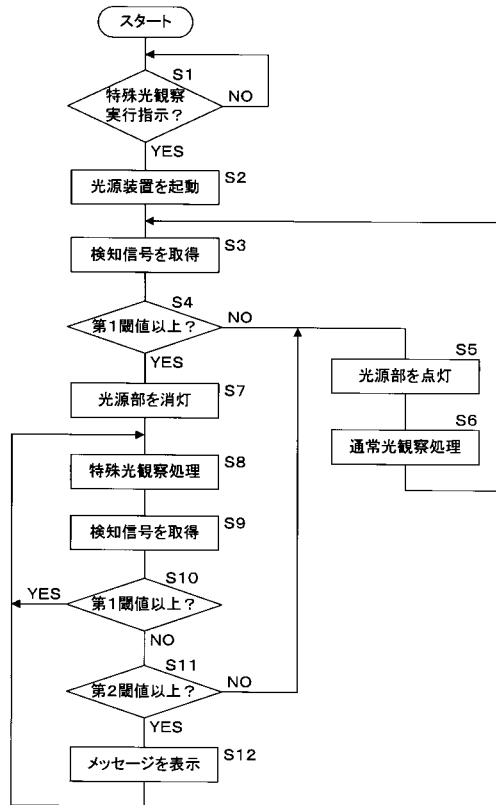 スタート
S1
特殊光観察
実行指示?
NO
YES
光源装置を起動
S2
検知信号を取得
S3
S4
第1閾値以上?
NO
YES
光源部を点灯
S5
光源部を消灯
S7
通常光観察処理
S6
特殊光観察処理
S8
検知信号を取得
S9
S10
YES
第1閾値以上?
NO
S11
第2閾値以上?
NO
YES
メッセージを表示
S12